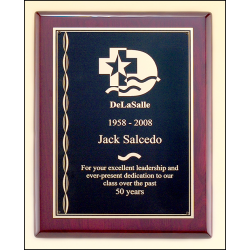 DeLaSalle
1958 - 2008
Jack Salcedo
For your excellent leadership and
ever-present dedication to our
class over the past
50 years